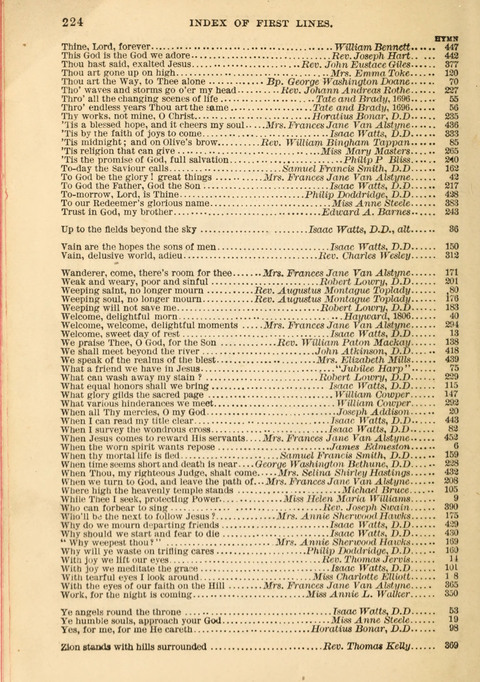 224 INDEX OF FIRST LINES.
HYMN
Thine, Lord, forever William Bennett 447
This God is the God we adore Rev. Joseph Hart 442
Thou hast said, exalted Jesus Rev. John Eustace Giles 377
Thou art gone up on high Mrs. Emma Toke 120
Thou art the Way, to Thee alone Bp. George Washington Doane 70
Tho' waves and storms go o'er my head Rev. Johann Andreas Rothe 227
Thro' all the changing scenes of life Tate and Brady, 1696 55
Thro' endless years Thou art the same Tate and Brady, 1696 56
Thy works, not mine, O Christ Horatius Bonar, D.D 235
'Tis a blessed hope, and it cheers my soul Mrs. Frances Jane Van Alstyne 436
'Tis by the faith of joys to come Isaac Watts, D.D 333
'Tis midnight; and on Olive's brow Rev. William Bingham Tappan 85
'Tis religion that can give Miss Mary Masters 265
'Tis the promise of God, full salvation Philip P Bliss 240
To-day the Saviour calls Samuel Francis Smith, D.D 162
To God be the glory! great things Mrs. Frances Jane Van Alstyne 42
To God the Father, God the Son Isaac Watts, D.D 217
To-morrow, Lord, is Thine Philip Doddridge, D.D 428
To our Redeemer's glorious name Miss Anne Steele 383
Trust in God, my brother Edward A. Barnes 243
Up to the fields beyond the sky Isaac Watts, D.D., alt 36
Vain are the hopes the sons of men Isaac Watts, D.D 150
Vain, delusive world, adieu Rev. Charles Wesley 312
Wanderer, come, there's room for thee Mrs. Frances Jane Van Alstyne 171
Weak and weary, poor and sinful Robert Lowry, D.D 201
Weeping saint, no longer mourn Rev. Augustus Montague Toplady 80
Weeping soul, no longer mourn Rev. Augustus Montague Toplady 176
Weeping will not save me Robert Lowry, D.D 183
Welcome, delightful morn Hayward, 1806 40
Welcome, welcome, delightful moments Mrs. Frances Jane Van Alstyne 294
Welcome, sweet day of rest Isaac Watts, D.D 13
We praise Thee, O God, for the Son Rev. William Paton Mackay 138
We shall meet beyond the river John Atkinson, D.D 418
We speak of the realms of the blest Mrs. Elizabeth Mills 439
What a friend we have in Jesus "Jubilee Harp" 75
What can wash away my stain? Robert Lowry, D.D 229
What equal honors shall we bring Isaac Watts, D.D 115
What glory gilds the sacred page William Cowper 147
What various hinderances we meet William Cowper 292
When all Thy mercies, O my God Joseph Addison 20
When I can read my title clear Isaac Watts, D.D 443
When I survey the wondrous cross Isaac Watts, D.D 82
When Jesus comes to reward His servants Mrs. Frances Jane Van Alstyne 452
When the worn spirit wants repose James Edmeston 6
When thy mortal life is fled Samuel Francis Smith, D.D 159
When time seems short and death is near George Washington Bethune, D.D 228
When Thou, my righteous Judge, shalt come Mrs. Selina Shirley Hastings 432
When we turn to God, and leave the path of Mrs. Frances Jane Van Alstyne 208
Where high the heavenly temple stands Michael Bruce 105
While Thee I seek, protecting Power Miss Helen Maria Williams 9
Who can forbear to sing Rev. Joseph Swain 390
Who'll be the next to follow Jesus? Mrs. Annie Sherwood Hawks 175
Why do we mourn departing friends Isaac Watts, D.D 429
Why should we start and fear to die Isaac Watts, D.D 430
"Why weepest thou?" Mrs. Annie Sherwood Hawks 169
Why will ye waste on trifling cares Philip Doddridge, D.D 160
With joy we lift our eyes Rev. Thomas Jervis 14
With joy we meditate the grace Isaac Watts, D.D 101
With tearful eyes I look around Miss Charlotte Elliott 1 8
With the eyes of our faith on the Hill Mrs. Frances Jane Van Alstyne 365
Work, for the night is coming Miss Annie L. Walker 350
Ye angels round the throne Isaac Watts, D.D 53
Ye humble souls, approach your God Miss Anne Steele 19
Yes, for me, for me He careth Horatius Bonar, D.D 98
Zion stands with hills surrounded Rev. Thomas Kelly 369